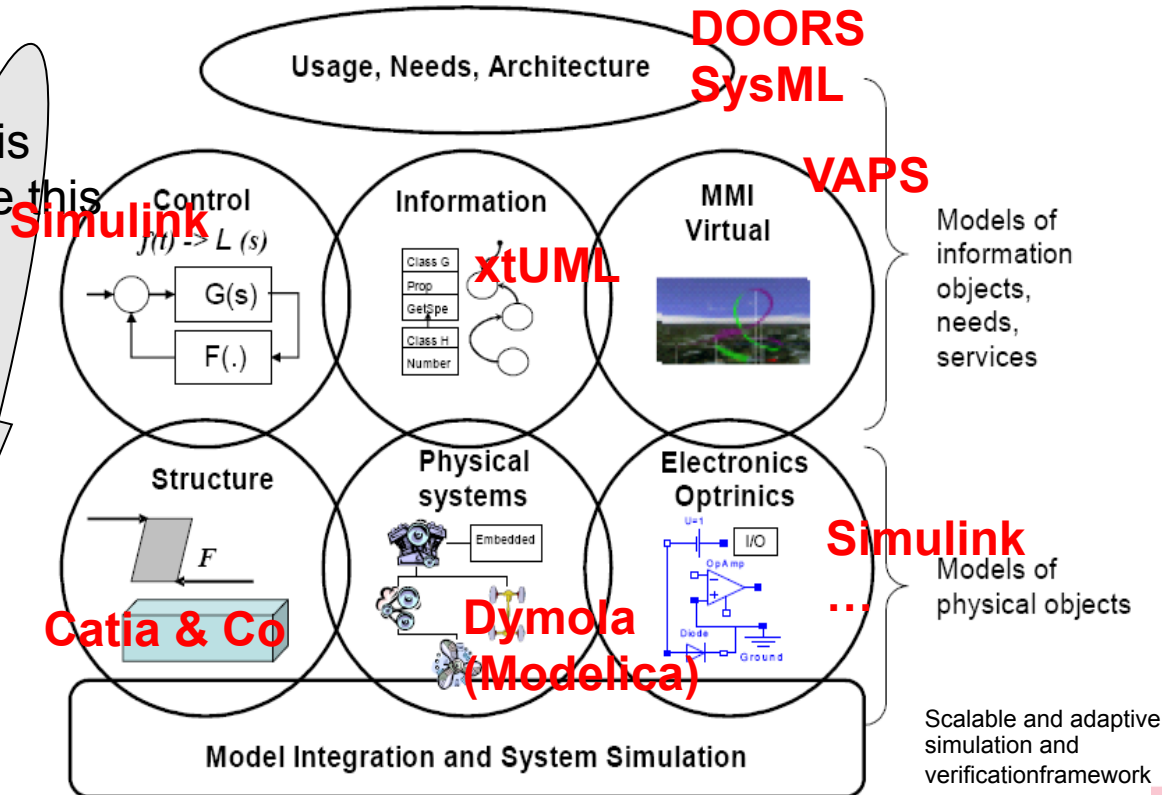 DOORS
SysML
Usage, Needs, Architecture
is
e this
Simulink
Control
f(t) -> L (s)
G(s)
F(.)
Information
Class G
Prop
GetSpe
Class H
Number
xtUML
MMI
Virtual
VAPS
Models of
information
objects,
needs,
services
Structure
F
Catia & Co
Physical
systems
Embedded
Dymola
(Modelica)
Electronics
Optrinics
U=1
I/O
OpAmp
Diode
Ground
Simulink
...
Models of
physical objects
Model Integration and System Simulation
Scalable and adaptive
simulation and
verificationframework